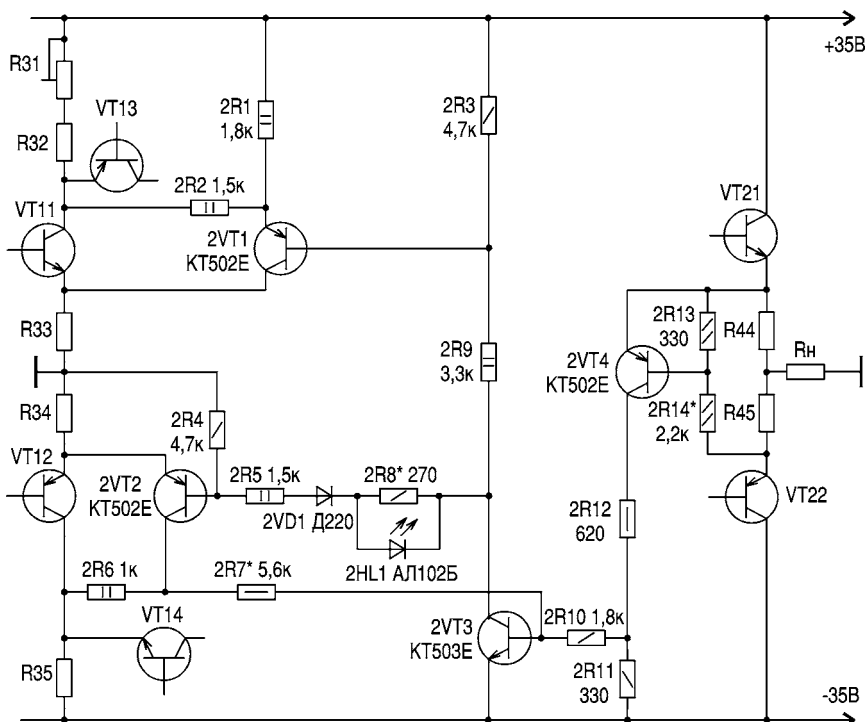 +35В
R31
VT13
2R1
1,8к
2R3
4,7к
R32
2R2 1,5к
VT11
VT21
2VT1
КТ502Е
R33
2R9
3,3к
2VT4
КТ502Е
2R13
330
R44
Rн
R34
2R4
4,7к
2R14*
2,2к
R45
VT12
2VT2
КТ502Е
2R5 1,5к
2R8* 270
2VD1 Д220
VT22
2R12
620
2HL1 АЛ102Б
2R6 1к
2R7* 5,6к
VT14
2VT3
КТ503Е
2R10 1,8к
R35
2R11
330
-35В